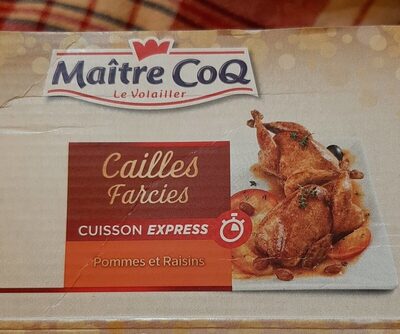 Maître CoQ
Le Volailler
Cailles
Farcies
CUISSON EXPRESS
Pommes et Raisins